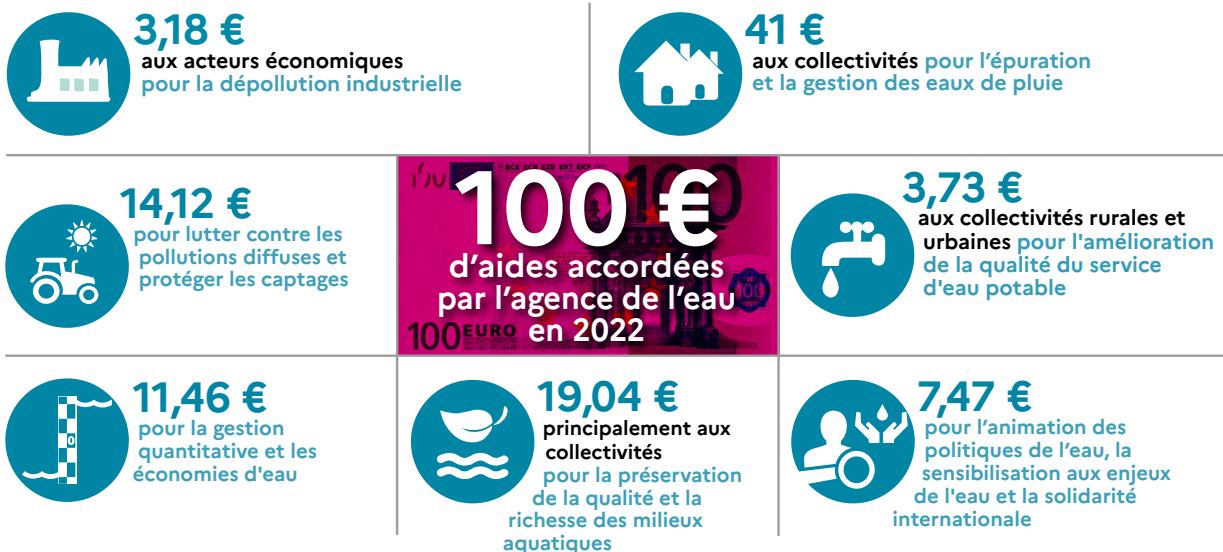 3,18 €
aux acteurs économiques
pour la dépollution industrielle
41 €
aux collectivités pour l'épuration
et la gestion des eaux de pluie
14,12 €
pour lutter contre les
pollutions diffuses et
protéger les captages
100 €
d'aides accordées
par l'agence de l'eau
en 2022
100 EURO
100
100
3,73 €
aux collectivités rurales et
urbaines pour l'amélioration
de la qualité du service
d'eau potable
11,46 €
pour la gestion
quantitative et les
économies d'eau
0
19,04 €
principalement aux
collectivités
pour la préservation
de la qualité et la
richesse des milieux
aquatiques
7,47 €
pour l'animation des
politiques de l'eau, la
sensibilisation aux enjeux
de l'eau et la solidarité
internationale